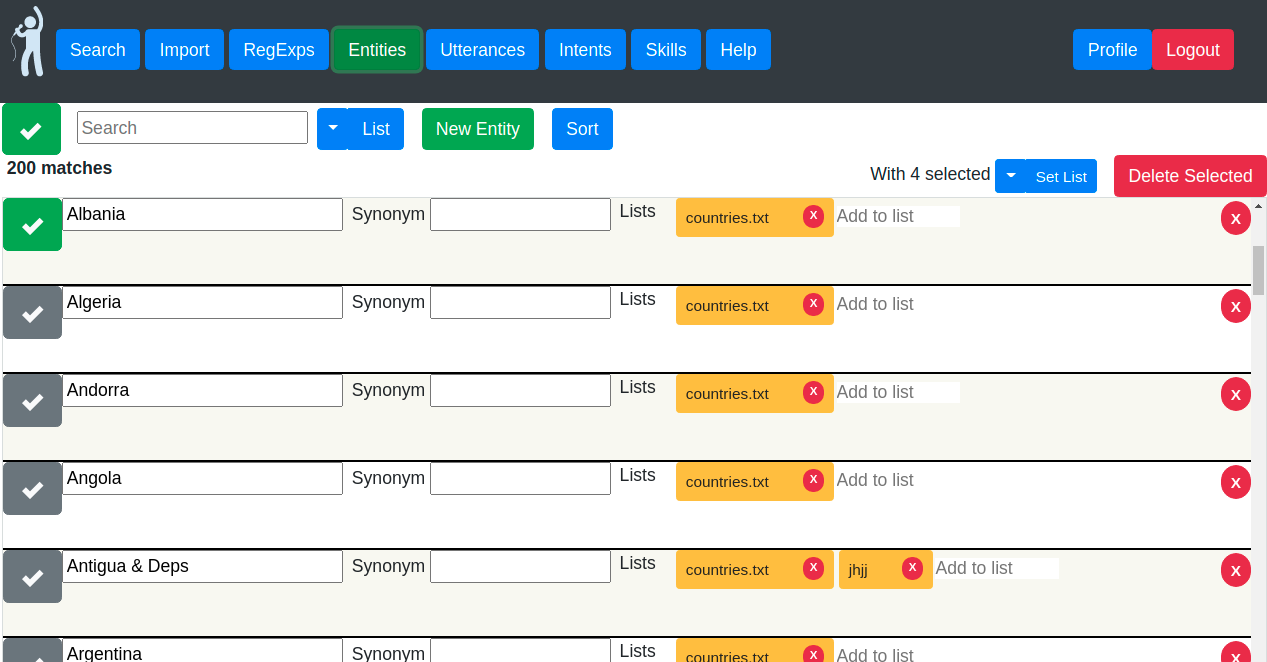 Search Import RegExps Entities Utterances Intents Skills Help Profile Logout
Search List New Entity Sort
200 matches With 4 selected Set List Delete Selected
Albania Synonym Lists countries.txt X Add to list X
Algeria Synonym Lists countries.txt X Add to list X
Andorra Synonym Lists countries.txt X Add to list X
Angola Synonym Lists countries.txt X Add to list X
Antigua & Deps Synonym Lists countries.txt X jhjj X Add to list X
Argentina Synonym Lists countries.txt X Add to list X